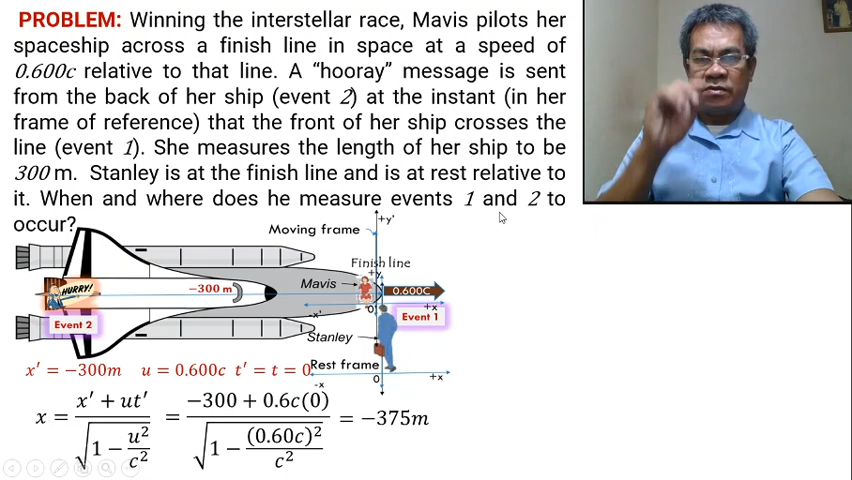 PROBLEM: Winning the interstellar race, Mavis pilots her
spaceship across a finish line in space at a speed of
0.600c relative to that line. A “hooray” message is sent
from the back of her ship (event 2) at the instant (in her
frame of reference) that the front of her ship crosses the
line (event 1). She measures the length of her ship to be
300 m. Stanley is at the finish line and is at rest relative to
it. When and where does he measure events 1 and 2 to
occur?
Moving frame
+y'
Finish line
+y
HURRY!
−300 m
Mavis
0.600C
-x'
0'
+x
Event 2
Event 1
Stanley
Rest frame
-x
0
+x
x′ = −300m u = 0.600c t′ = t = 0
x = (x′ + ut′) / √(1 − u²/c²) = (−300 + 0.6c(0)) / √(1 − (0.60c)²/c²) = −375m